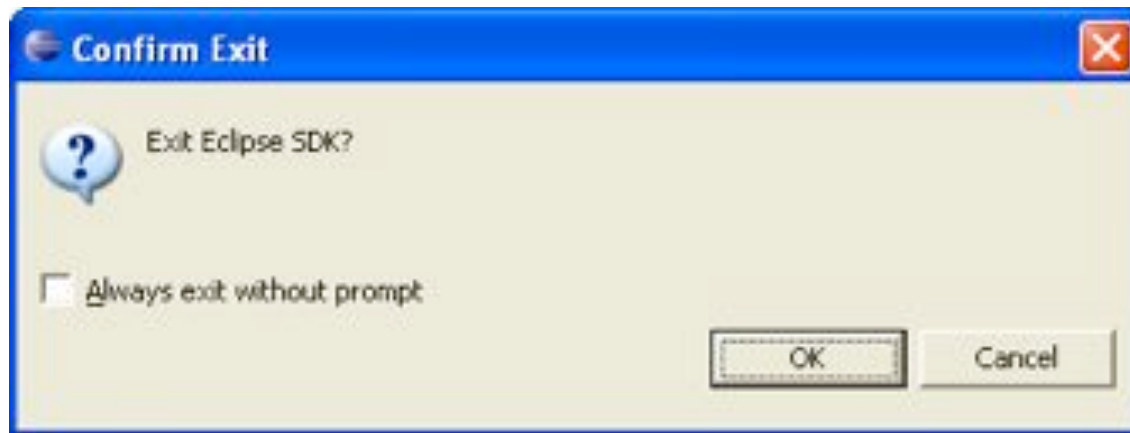 Confirm Exit
Exit Eclipse SDK?
Always exit without prompt
OK Cancel